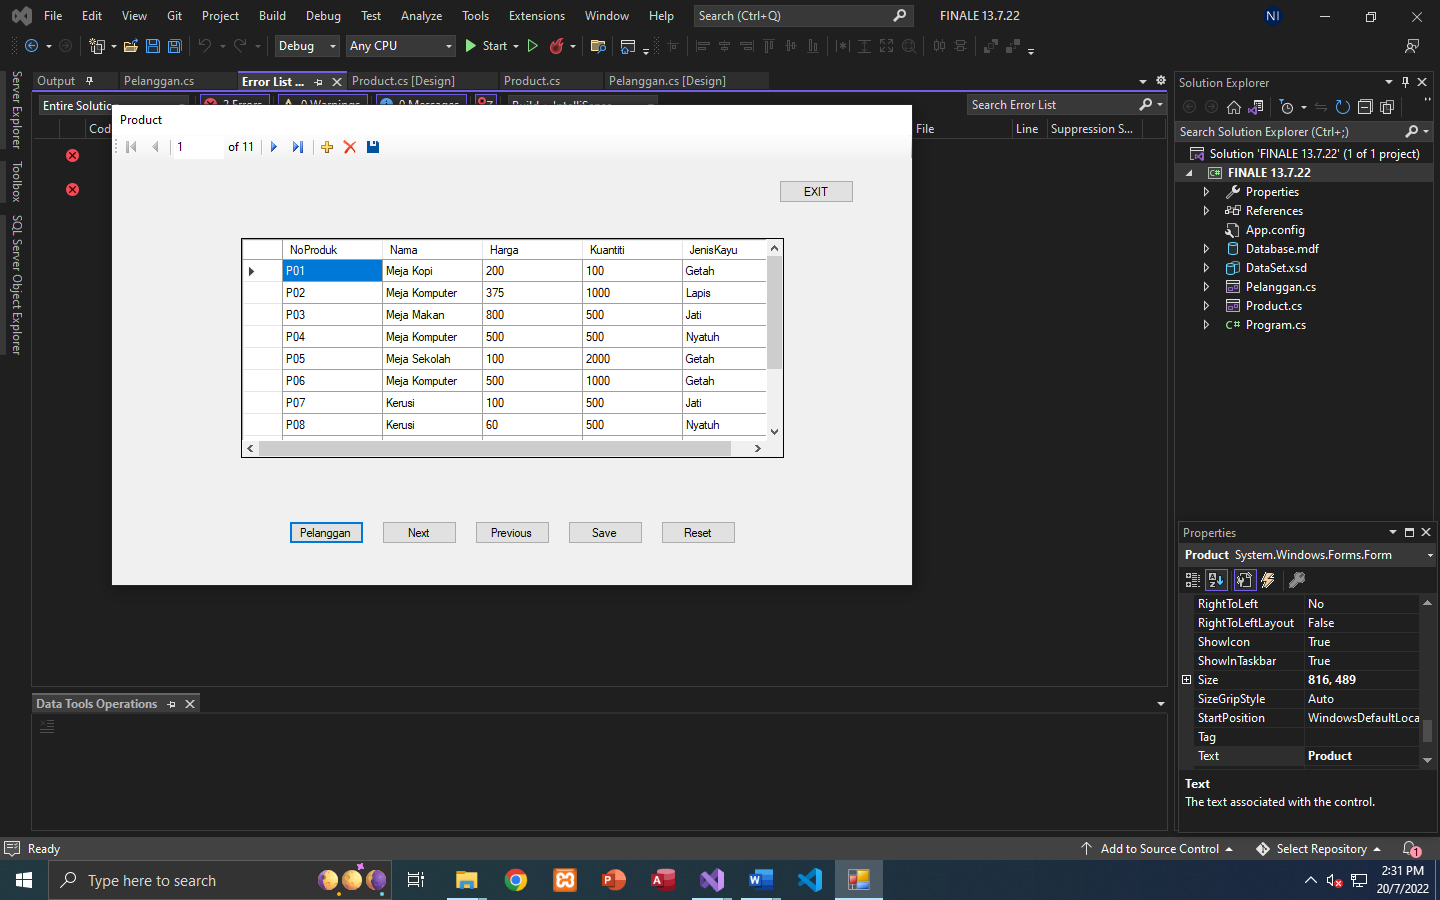 File Edit View Git Project Build Debug Test Analyze Tools Extensions Window Help Search (Ctrl+Q) FINALE 13.7.22 NI
Debug Any CPU Start
Output Pelanggan.cs Error List ... Product.cs [Design] Product.cs Pelanggan.cs [Design]
Entire Solutic
Search Error List
Cod File Line Suppression S...
Server Explorer
Toolbox
SQL Server Object Explorer
Product
1 of 11
EXIT
NoProduk Nama Harga Kuantiti JenisKayu
P01 Meja Kopi 200 100 Getah
P02 Meja Komputer 375 1000 Lapis
P03 Meja Makan 800 500 Jati
P04 Meja Komputer 500 500 Nyatuh
P05 Meja Sekolah 100 2000 Getah
P06 Meja Komputer 500 1000 Getah
P07 Kerusi 100 500 Jati
P08 Kerusi 60 500 Nyatuh
Pelanggan Next Previous Save Reset
Solution Explorer
Search Solution Explorer (Ctrl+;)
Solution 'FINALE 13.7.22' (1 of 1 project)
FINALE 13.7.22
Properties
References
App.config
Database.mdf
DataSet.xsd
Pelanggan.cs
Product.cs
C# Program.cs
Properties
Product System.Windows.Forms.Form
RightToLeft No
RightToLeftLayout False
ShowIcon True
ShowInTaskbar True
Size 816, 489
SizeGripStyle Auto
StartPosition WindowsDefaultLoca
Tag
Text Product
Text
The text associated with the control.
Data Tools Operations
Ready
Add to Source Control Select Repository 1
Type here to search
2:31 PM
20/7/2022